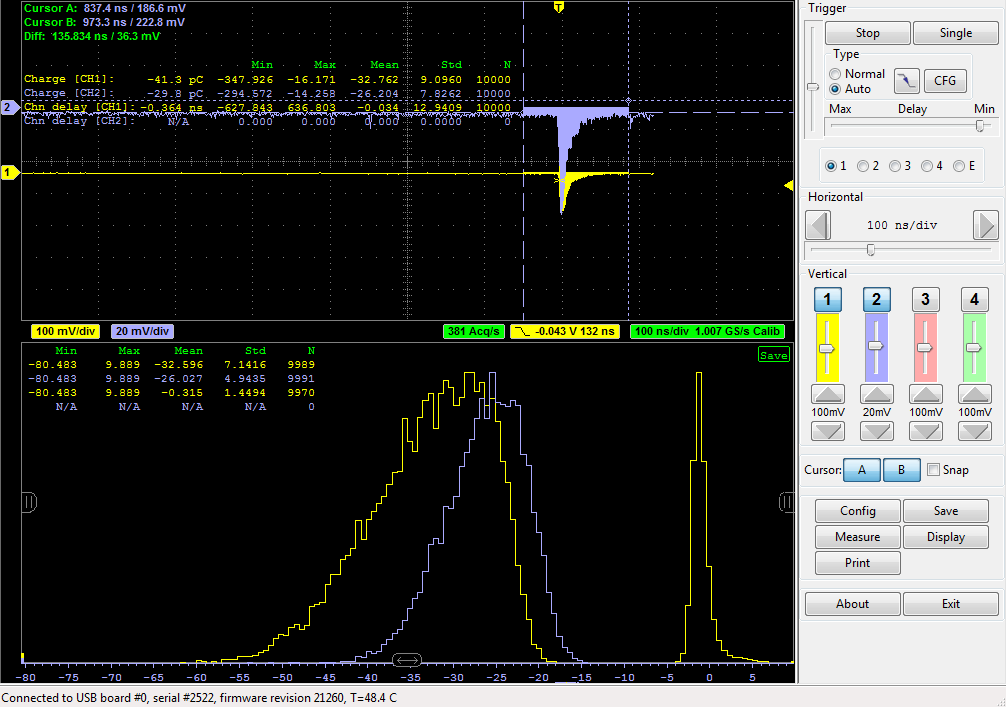 Cursor A: 837.4 ns / 186.6 mV
Cursor B: 973.3 ns / 222.8 mV
Diff: 135.834 ns / 36.3 mV
T
Min Max Mean Std N
Charge [CH1]: -41.3 pC -347.926 -16.171 -32.762 9.0960 10000
Charge [CH2]: -29.8 pC -294.572 -14.258 -26.204 7.8262 10000
Chn delay [CH1]: -0.364 ns -627.843 636.803 -0.034 12.9409 10000
Chn delay [CH2]: N/A 0.000 0.000 0.000 0.0000 0
2
1
100 mV/div 20 mV/div 381 Acq/s -0.043 V 132 ns 100 ns/div 1.007 GS/s Calib
Min Max Mean Std N
-80.483 9.889 -32.596 7.1416 9989
-80.483 9.889 -26.027 4.9435 9991
-80.483 9.889 -0.315 1.4494 9970
N/A N/A N/A N/A 0
Save
-80 -75 -70 -65 -60 -55 -50 -45 -40 -35 -30 -25 -20 -15 -10 -5 0 5
Trigger
Stop Single
Type
Normal
Auto
CFG
Max Delay Min
1 2 3 4 E
Horizontal
100 ns/div
Vertical
1 2 3 4
100mV 20mV 100mV 100mV
Cursor: A B Snap
Config Save
Measure Display
Print
About Exit
Connected to USB board #0, serial #2522, firmware revision 21260, T=48.4 C